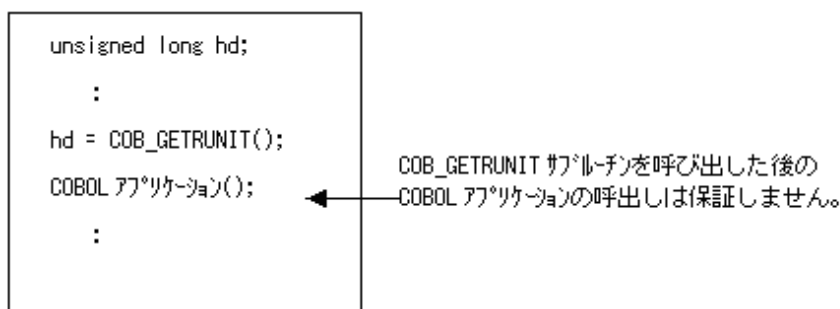 unsigned long hd;
:
hd = COB_GETRUNIT();
COBOL ｱﾌﾟﾘｹｰｼｮﾝ();
:
COB_GETRUNIT ｻﾌﾞﾙｰﾁﾝを呼び出した後の
COBOL ｱﾌﾟﾘｹｰｼｮﾝの呼出しは保証しません。